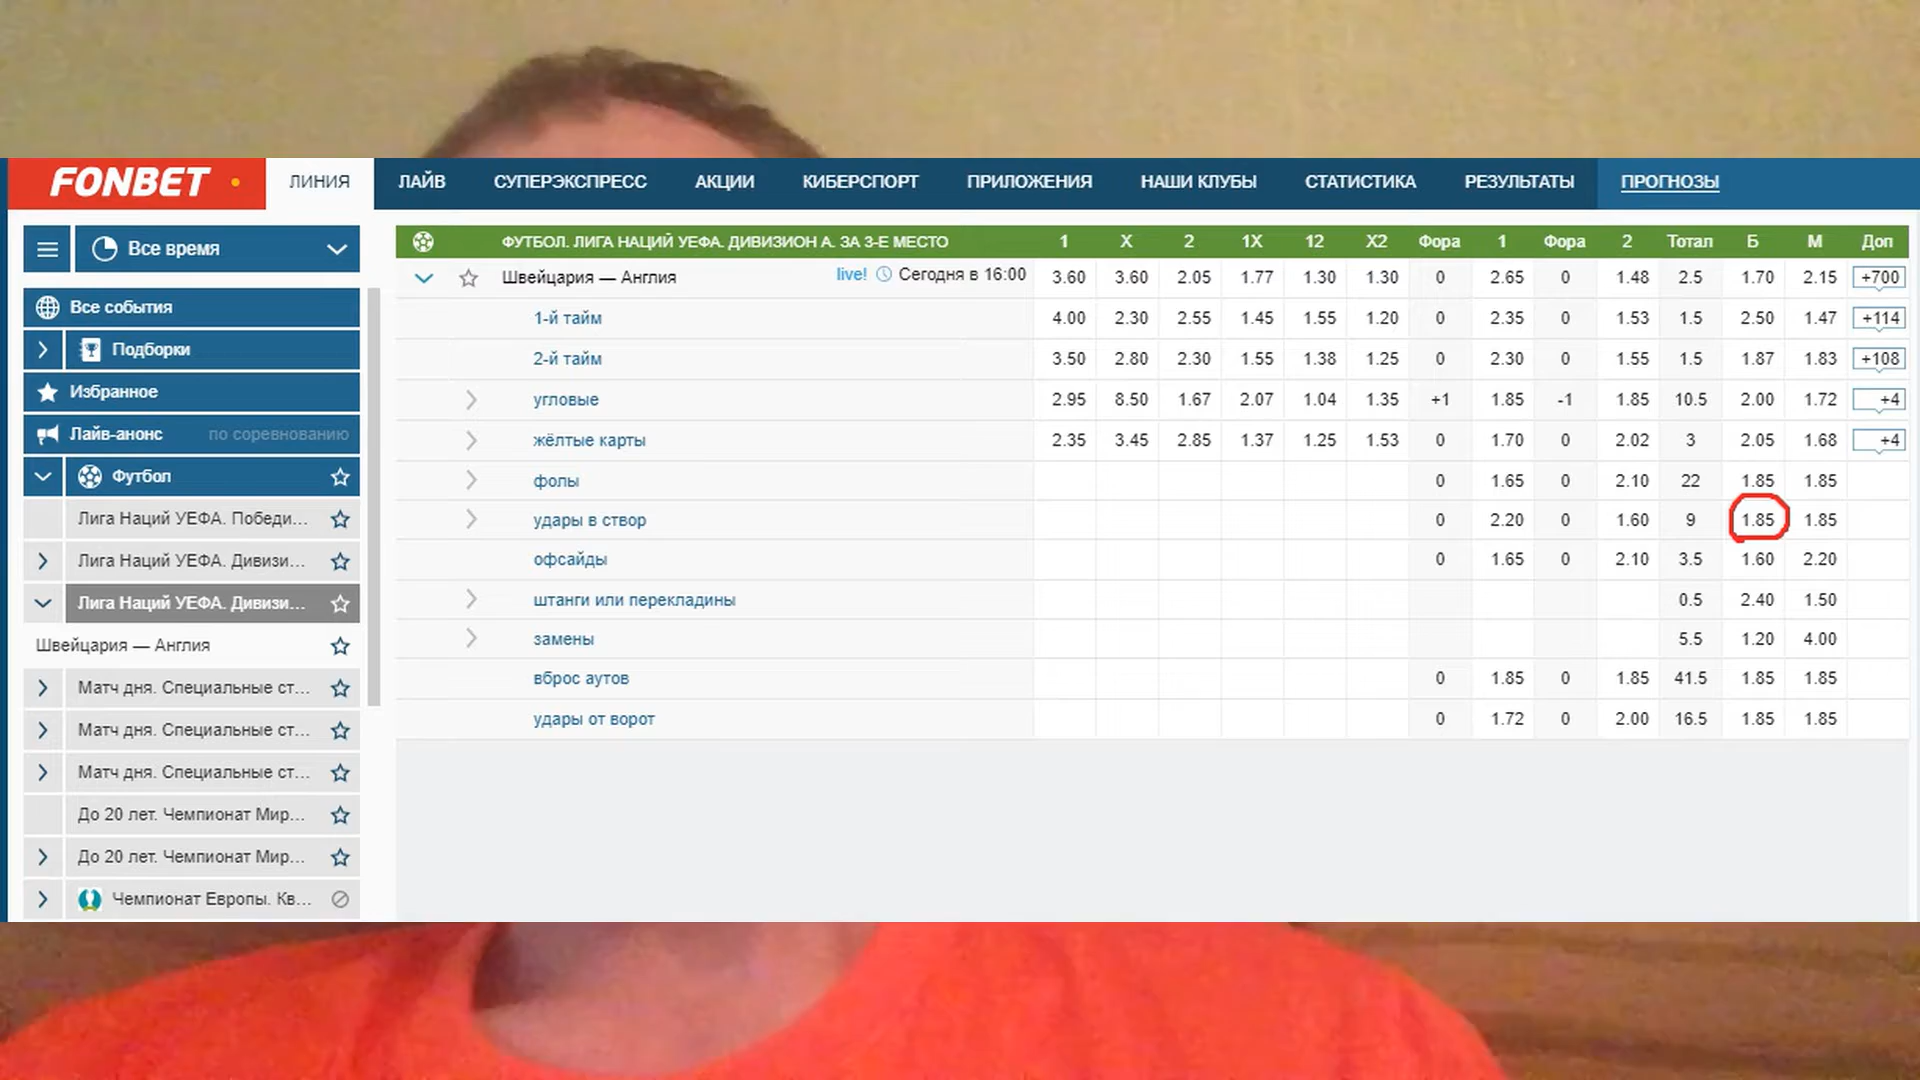 FONBET
ЛИНИЯ ЛАЙВ СУПЕРЭКСПРЕСС АКЦИИ КИБЕРСПОРТ ПРИЛОЖЕНИЯ НАШИ КЛУБЫ СТАТИСТИКА РЕЗУЛЬТАТЫ ПРОГНОЗЫ
Все время
Все события
Подборки
Избранное
Лайв-анонс по соревнованию
Футбол
Лига Наций УЕФА. Победи...
Лига Наций УЕФА. Дивизи...
Лига Наций УЕФА. Дивизи...
Швейцария — Англия
Матч дня. Специальные ст...
Матч дня. Специальные ст...
Матч дня. Специальные ст...
До 20 лет. Чемпионат Мир...
До 20 лет. Чемпионат Мир...
Чемпионат Европы. Кв...
ФУТБОЛ. ЛИГА НАЦИЙ УЕФА. ДИВИЗИОН А. ЗА 3-Е МЕСТО 1 X 2 1X 12 X2 Фора 1 Фора 2 Тотал Б М Доп
Швейцария — Англия live! Сегодня в 16:00 3.60 3.60 2.05 1.77 1.30 1.30 0 2.65 0 1.48 2.5 1.70 2.15 +700
1-й тайм 4.00 2.30 2.55 1.45 1.55 1.20 0 2.35 0 1.53 1.5 2.50 1.47 +114
2-й тайм 3.50 2.80 2.30 1.55 1.38 1.25 0 2.30 0 1.55 1.5 1.87 1.83 +108
угловые 2.95 8.50 1.67 2.07 1.04 1.35 +1 1.85 -1 1.85 10.5 2.00 1.72 +4
жёлтые карты 2.35 3.45 2.85 1.37 1.25 1.53 0 1.70 0 2.02 3 2.05 1.68 +4
фолы 0 1.65 0 2.10 22 1.85 1.85
удары в створ 0 2.20 0 1.60 9 1.85 1.85
офсайды 0 1.65 0 2.10 3.5 1.60 2.20
штанги или перекладины 0.5 2.40 1.50
замены 5.5 1.20 4.00
вброс аутов 0 1.85 0 1.85 41.5 1.85 1.85
удары от ворот 0 1.72 0 2.00 16.5 1.85 1.85